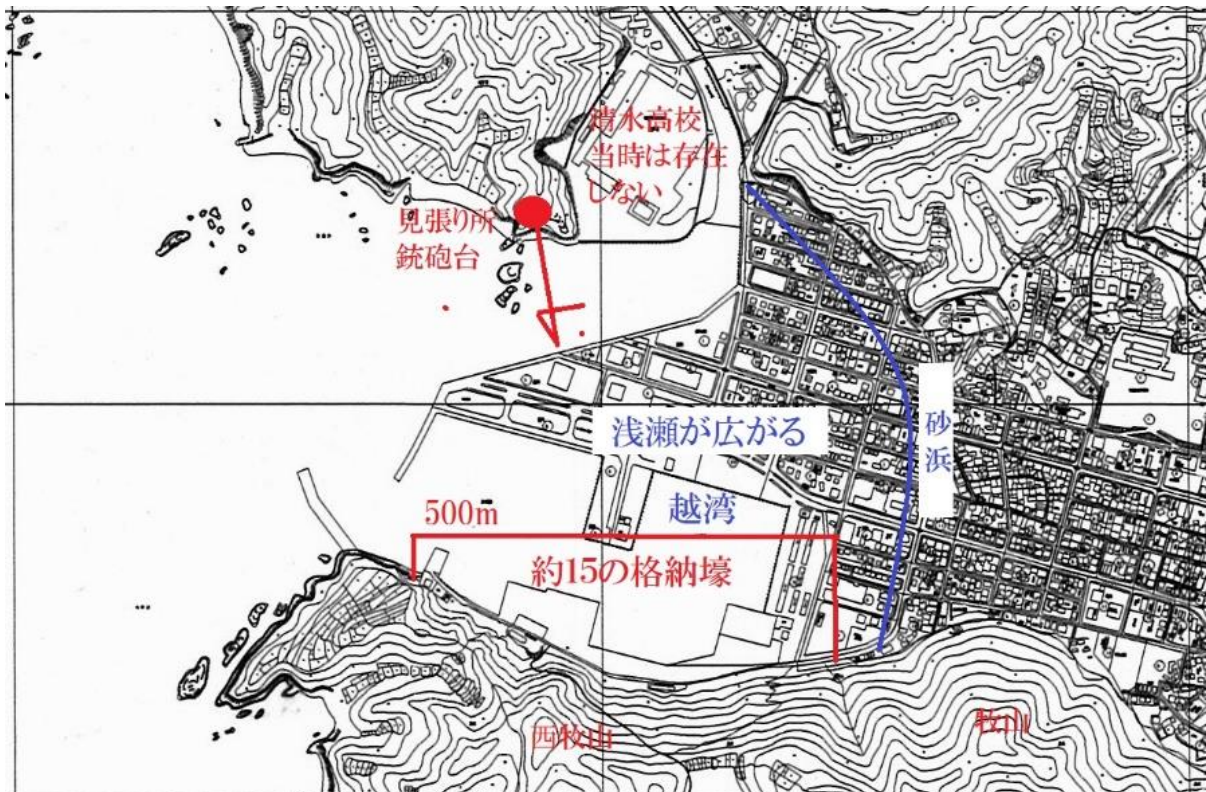 清水高校
当時は存在
しない
見張り所
銃砲台
浅瀬が広がる
砂
浜
越湾
500m
約15の格納壕
西牧山
牧山